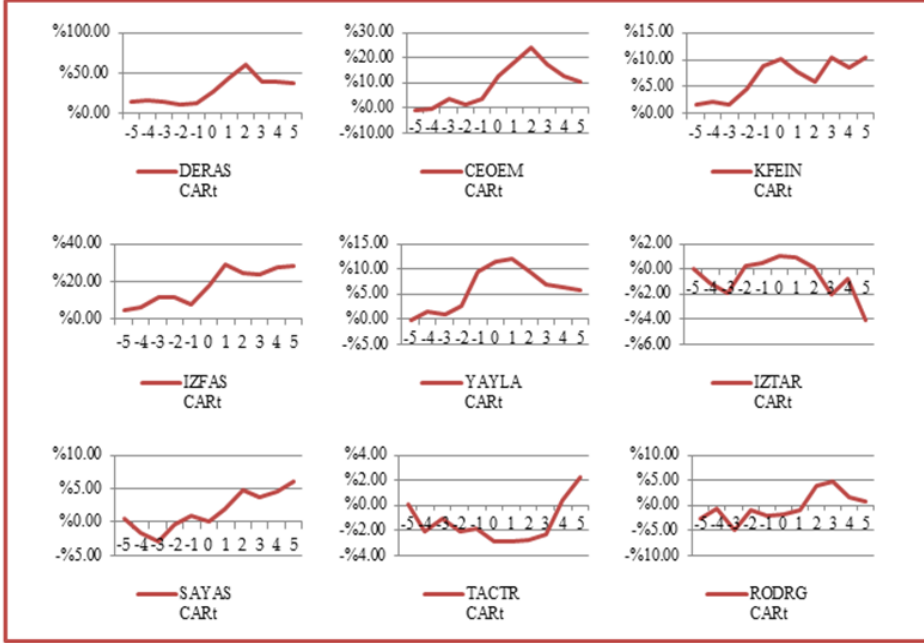 %100.00
%50.00
%0.00
-5 -4 -3 -2 -1 0 1 2 3 4 5
DERAS
CARt
%30.00
%20.00
%10.00
%0.00
-%10.00
-5 -4 -3 -2 -1 0 1 2 3 4 5
CEOEM
CARt
%15.00
%10.00
%5.00
%0.00
-5 -4 -3 -2 -1 0 1 2 3 4 5
KFEIN
CARt
%40.00
%20.00
%0.00
-5 -4 -3 -2 -1 0 1 2 3 4 5
IZFAS
CARt
%15.00
%10.00
%5.00
%0.00
-%5.00
-5 -4 -3 -2 -1 0 1 2 3 4 5
YAYLA
CARt
%2.00
%0.00
-%2.00
-%4.00
-%6.00
-5 -4 -3 -2 -1 0 1 2 3 4 5
IZTAR
CARt
%10.00
%5.00
%0.00
-%5.00
-5 -4 -3 -2 -1 0 1 2 3 4 5
SAYAS
CARt
%4.00
%2.00
%0.00
-%2.00
-%4.00
-5 -4 -3 -2 -1 0 1 2 3 4 5
TACTR
CARt
%10.00
%5.00
%0.00
-%5.00
-%10.00
-5 -4 -3 -2 -1 0 1 2 3 4 5
RODRG
CARt